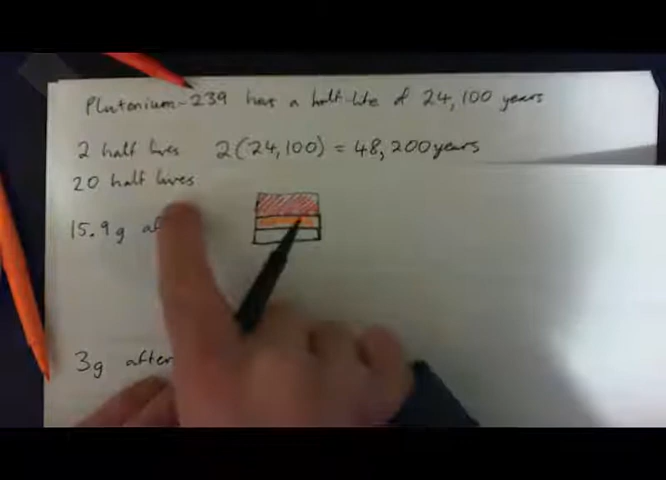 Plutonium-239 has a half-life of 24,100 years
2 half lives 2(24,100) = 48,200 years
20 half lives
15.9g
3g after